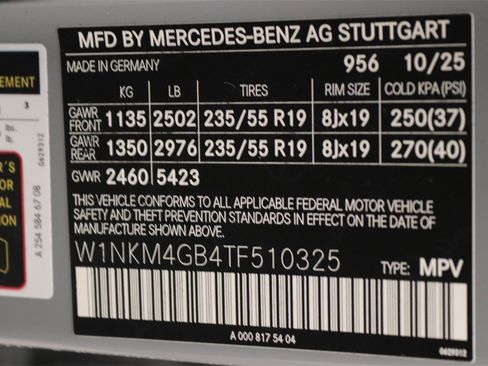 MFD BY MERCEDES-BENZ AG STUTTGART
MADE IN GERMANY 956 10/25
KG LB TIRES RIM SIZE COLD KPA (PSI)
GAWR FRONT 1135 2502 235/55 R19 8Jx19 250(37)
GAWR REAR 1350 2976 235/55 R19 8Jx19 270(40)
GVWR 2460 5423
THIS VEHICLE CONFORMS TO ALL APPLICABLE FEDERAL MOTOR VEHICLE
SAFETY AND THEFT PREVENTION STANDARDS IN EFFECT ON THE DATE OF
MANUFACTURE SHOWN ABOVE.
W1NKM4GB4TF510325 TYPE: MPV
A 000 817 54 04
0629312
EMENT
3
lbs.
0629312
A 254 584 67 08